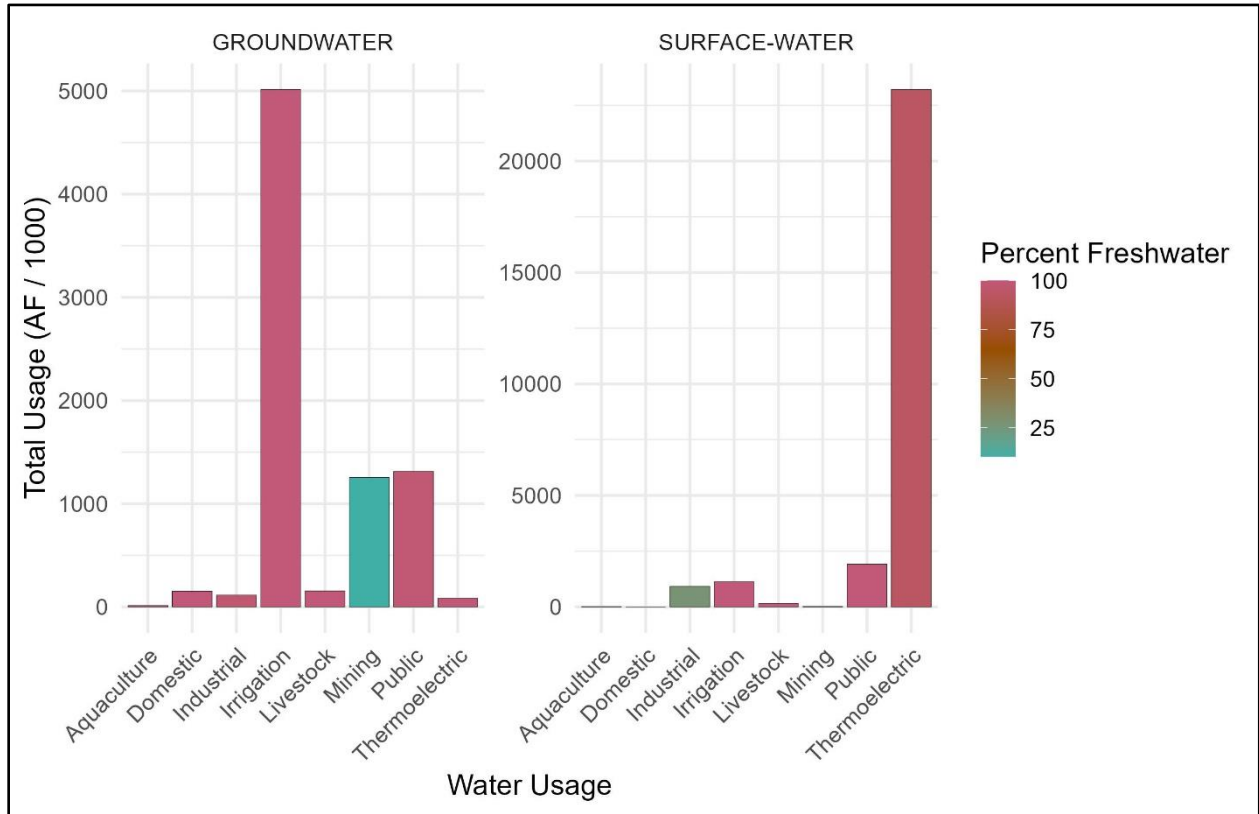 GROUNDWATER
SURFACE-WATER
Total Usage (AF / 1000)
5000
4000
3000
2000
1000
0
20000
15000
10000
5000
0
Aquaculture
Domestic
Industrial
Irrigation
Livestock
Mining
Public
Thermoelectric
Aquaculture
Domestic
Industrial
Irrigation
Livestock
Mining
Public
Thermoelectric
Water Usage
Percent Freshwater
100
75
50
25